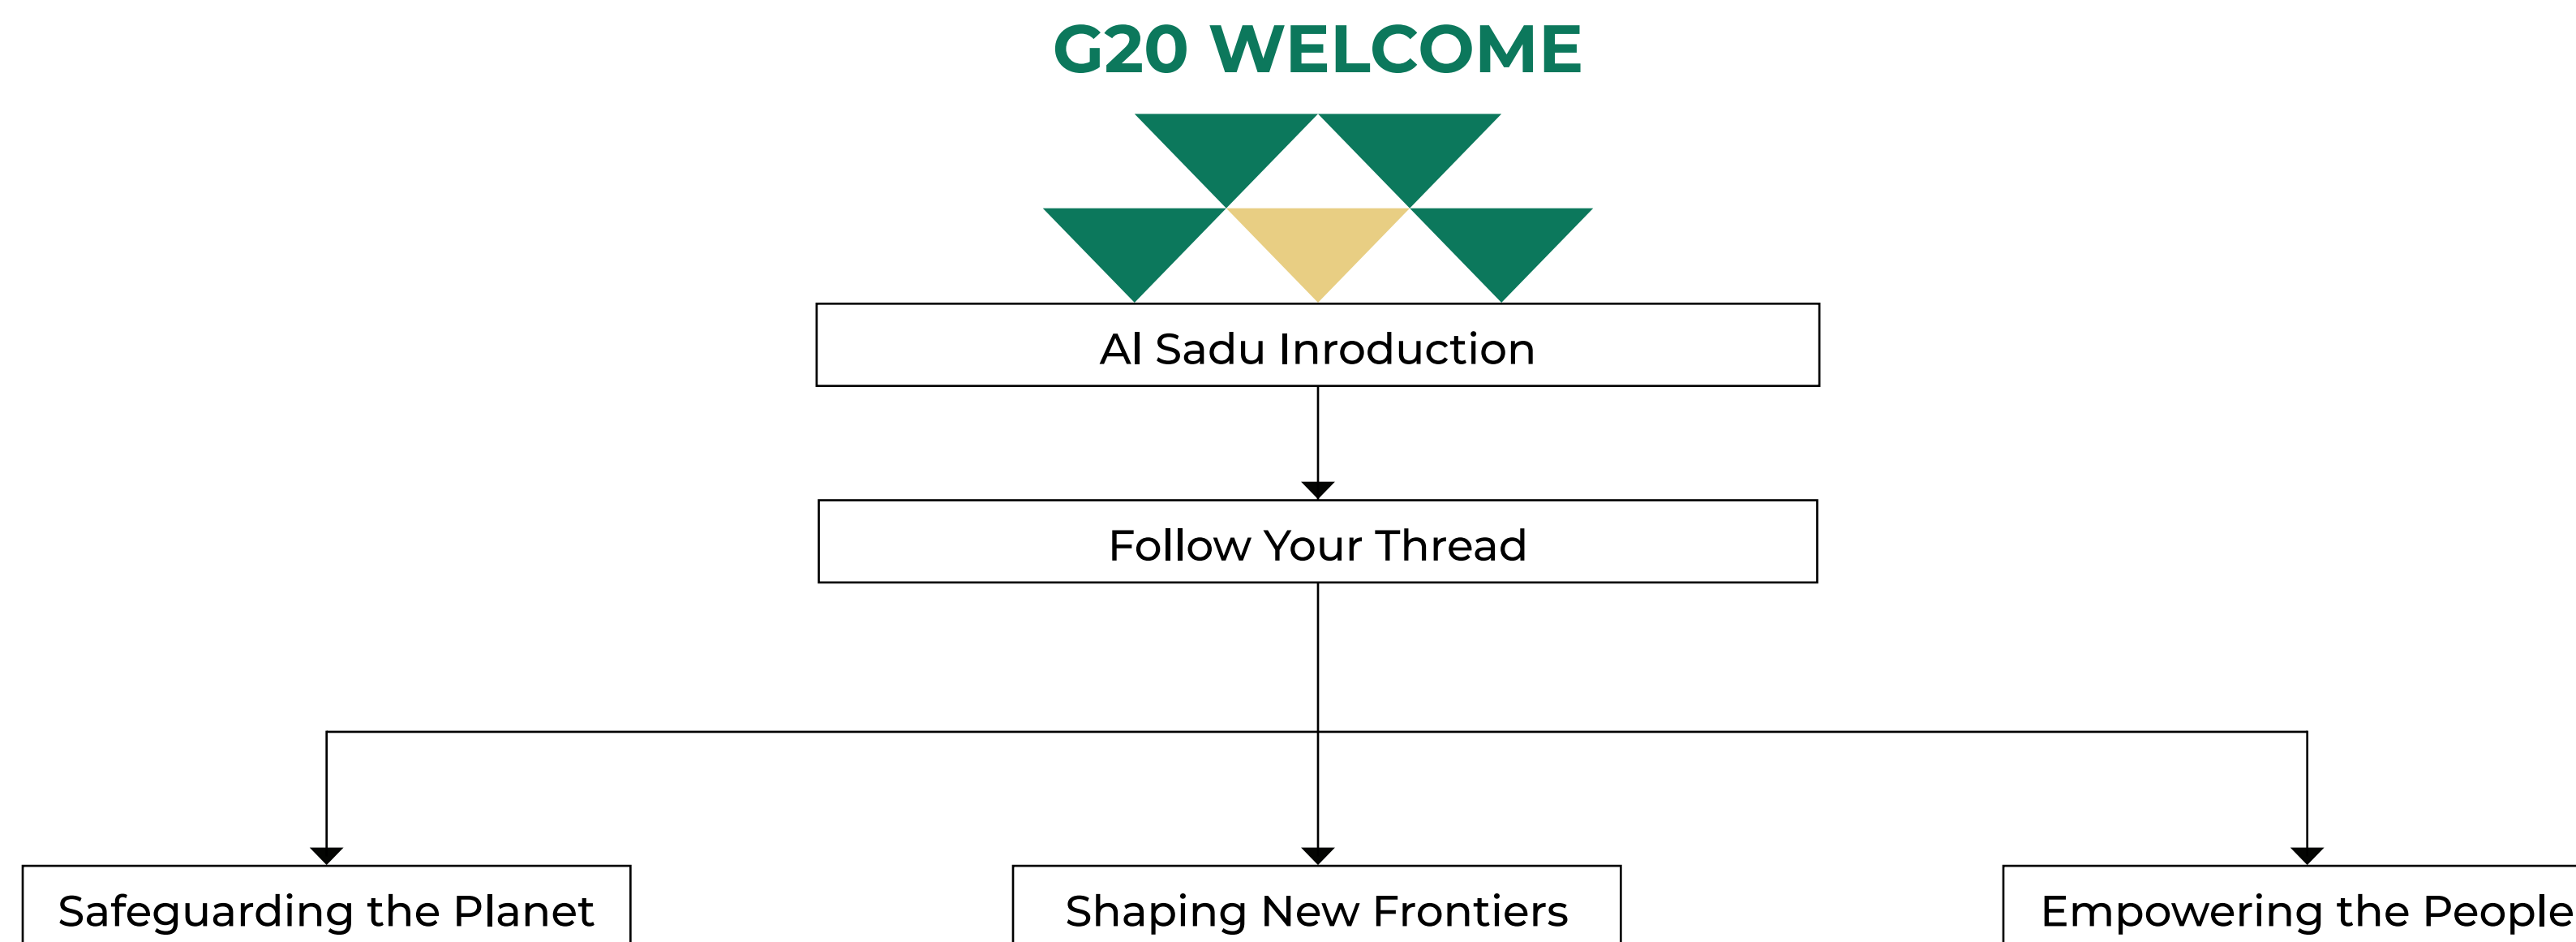 G20 WELCOME
Al Sadu Inroduction
Follow Your Thread
Safeguarding the Planet
Shaping New Frontiers
Empowering the People